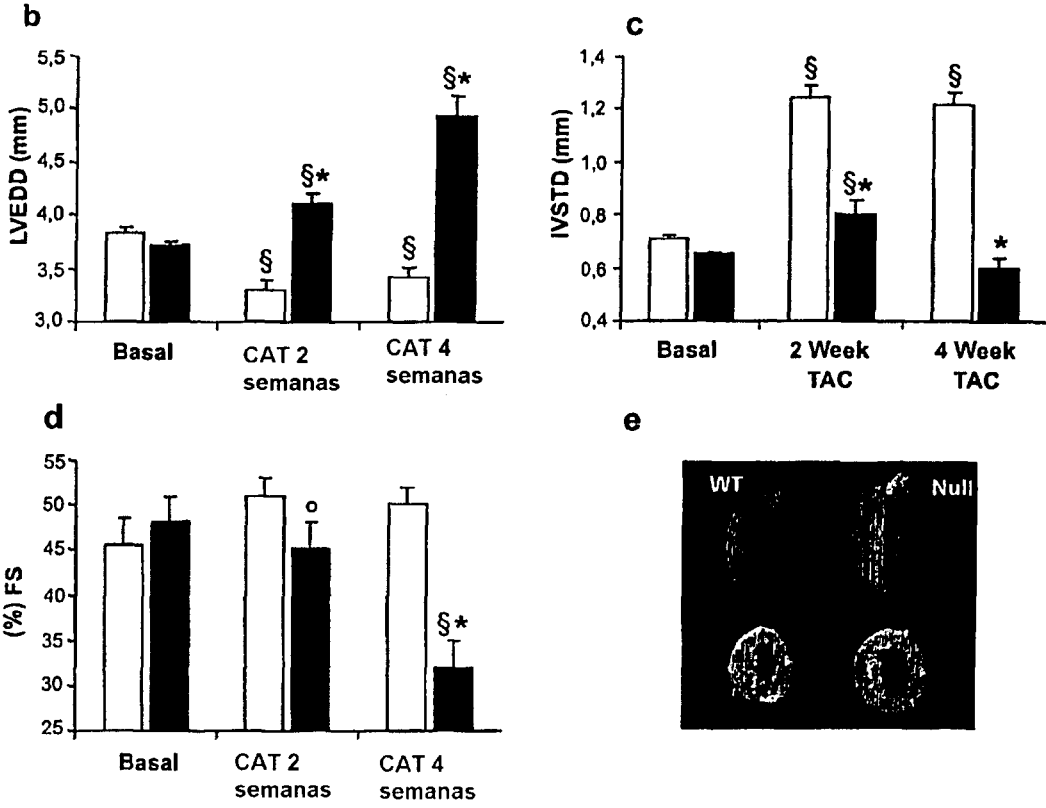 b
5,5
5,0
4,5
4,0
3,5
3,0
LVEDD (mm)
§
§*
§
§*
Basal
CAT 2
semanas
CAT 4
semanas
c
1,4
1,2
1,0
0,8
0,6
0,4
IVSTD (mm)
§
§*
§
*
Basal
2 Week
TAC
4 Week
TAC
d
55
50
45
40
35
30
25
(%) FS
o
§*
Basal
CAT 2
semanas
CAT 4
semanas
e
WT
Null